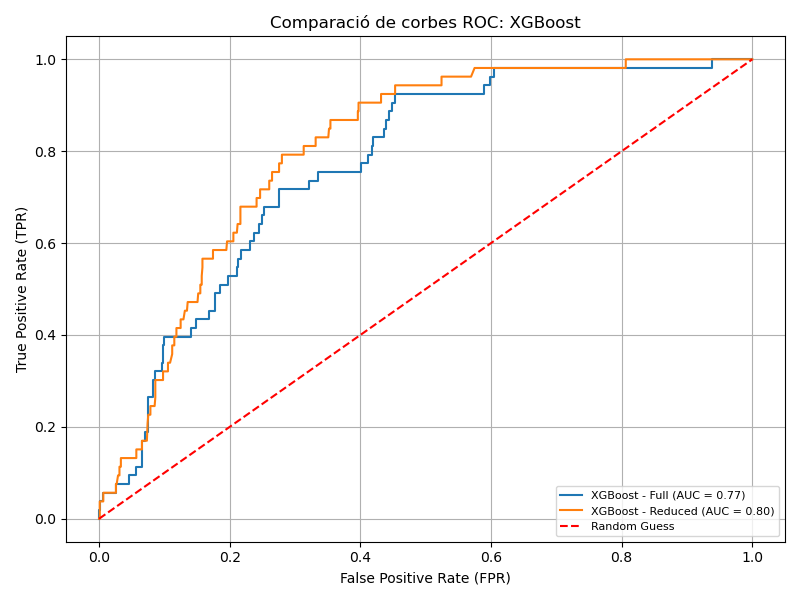 Comparació de corbes ROC: XGBoost
True Positive Rate (TPR)
1.0
0.8
0.6
0.4
0.2
0.0
0.0 0.2 0.4 0.6 0.8 1.0
False Positive Rate (FPR)
XGBoost - Full (AUC = 0.77)
XGBoost - Reduced (AUC = 0.80)
Random Guess